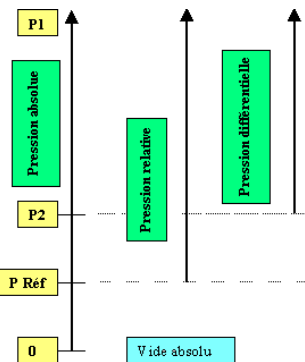 P1
Pression absolue
Pression relative
Pression différentielle
P2
P Réf
0
Vide absolu